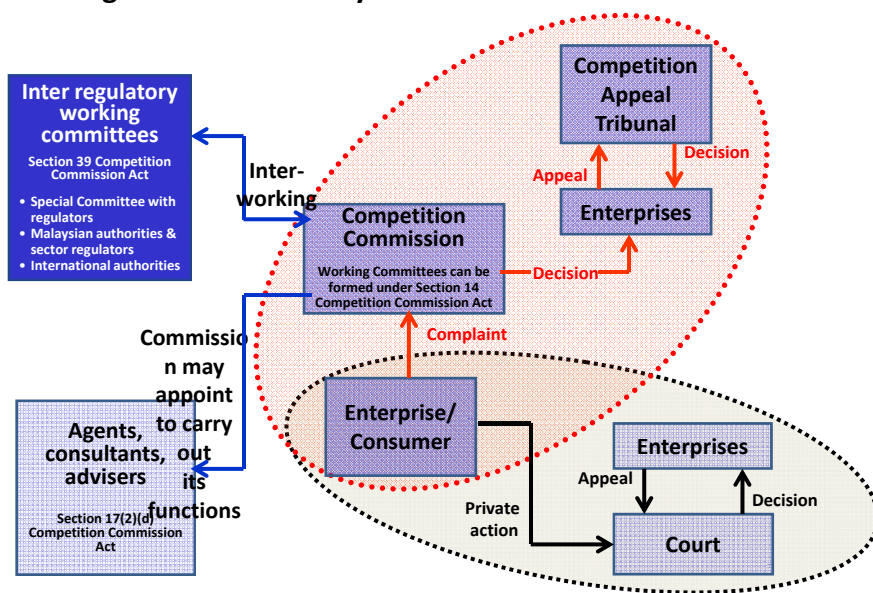 Inter regulatory
working
committees
Section 39 Competition
Commission Act
• Special Committee with
regulators
• Malaysian authorities &
sector regulators
• International authorities
Inter-
working
Competition
Appeal
Tribunal
Appeal
Decision
Enterprises
Competition
Commission
Working Committees can be
formed under Section 14
Competition Commission Act
Decision
Complaint
Commissio
n may
appoint
to carry
out
its
functions
Agents,
consultants,
advisers
Section 17(2)(d)
Competition Commission
Act
Enterprise/
Consumer
Private
action
Enterprises
Appeal
Decision
Court